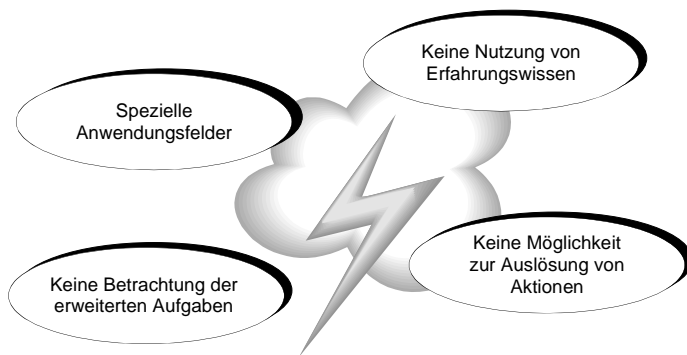 Keine Nutzung von
Erfahrungswissen
Spezielle
Anwendungsfelder
Keine Möglichkeit
zur Auslösung von
Aktionen
Keine Betrachtung der
erweiterten Aufgaben